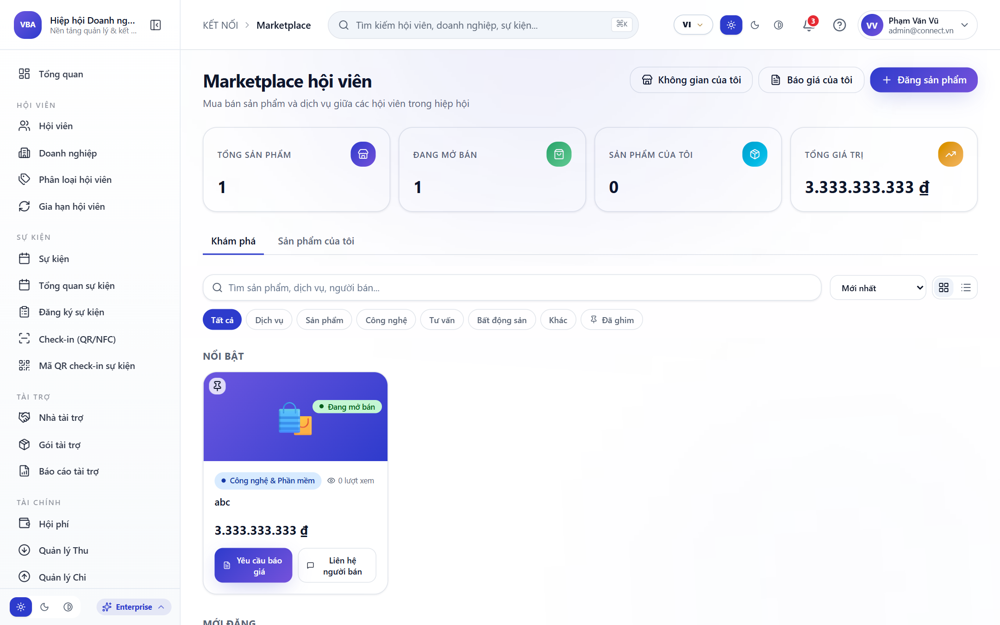 VBA
Hiệp hội Doanh ng...
Nền tảng quản lý & kết ...
KẾT NỐI
Marketplace
Tìm kiếm hội viên, doanh nghiệp, sự kiện...
⌘K
VI
3
VV
Phạm Văn Vũ
admin@connect.vn
Tổng quan
HỘI VIÊN
Hội viên
Doanh nghiệp
Phân loại hội viên
Gia hạn hội viên
SỰ KIỆN
Sự kiện
Tổng quan sự kiện
Đăng ký sự kiện
Check-in (QR/NFC)
Mã QR check-in sự kiện
TÀI TRỢ
Nhà tài trợ
Gói tài trợ
Báo cáo tài trợ
TÀI CHÍNH
Hội phí
Quản lý Thu
Quản lý Chi
Enterprise
Marketplace hội viên
Mua bán sản phẩm và dịch vụ giữa các hội viên trong hiệp hội
Không gian của tôi
Báo giá của tôi
Đăng sản phẩm
TỔNG SẢN PHẨM
1
ĐANG MỞ BÁN
1
SẢN PHẨM CỦA TÔI
0
TỔNG GIÁ TRỊ
3.333.333.333 ₫
Khám phá
Sản phẩm của tôi
Tìm sản phẩm, dịch vụ, người bán...
Mới nhất
Tất cả
Dịch vụ
Sản phẩm
Công nghệ
Tư vấn
Bất động sản
Khác
Đã ghim
NỔI BẬT
Đang mở bán
Công nghệ & Phần mềm
0 lượt xem
abc
3.333.333.333 ₫
Yêu cầu báo
giá
Liên hệ
người bán
MỚI ĐĂNG